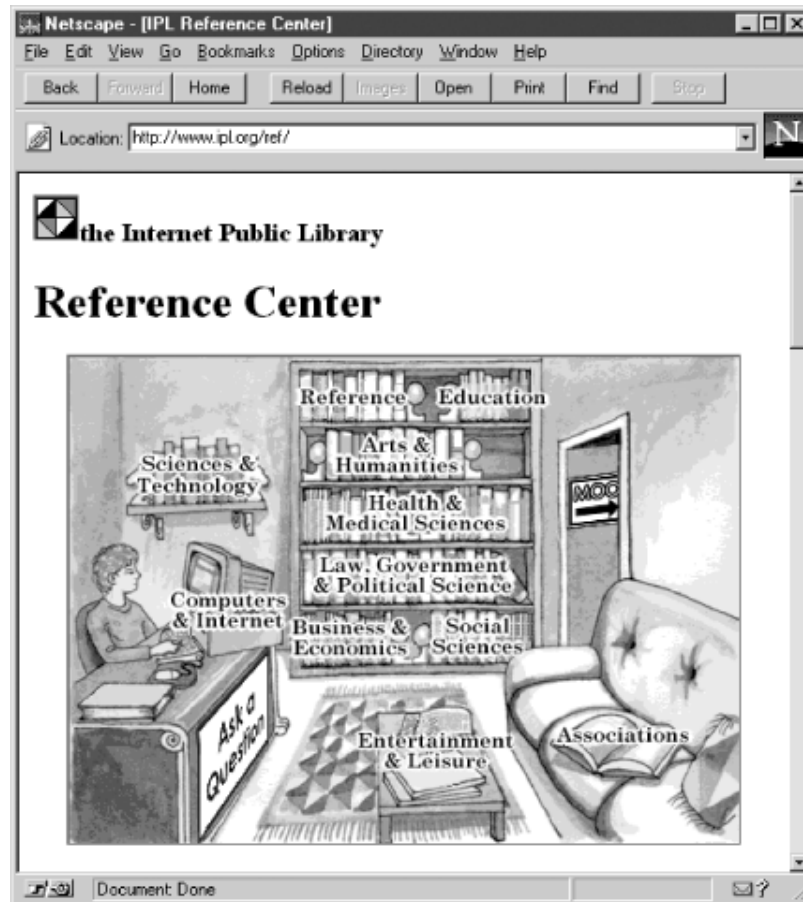 Netscape - [IPL Reference Center]
File Edit View Go Bookmarks Options Directory Window Help
Back Forward Home Reload Images Open Print Find Stop
Location: http://www.ipl.org/ref/
N
the Internet Public Library
Reference Center
Reference Education
Arts &
Humanities
Sciences &
Technology
MOO
Health &
Medical Sciences
Law, Government
& Political Science
Computers
& Internet
Business &
Economics
Social
Sciences
Ask a
Question
Entertainment
& Leisure
Associations
Document: Done